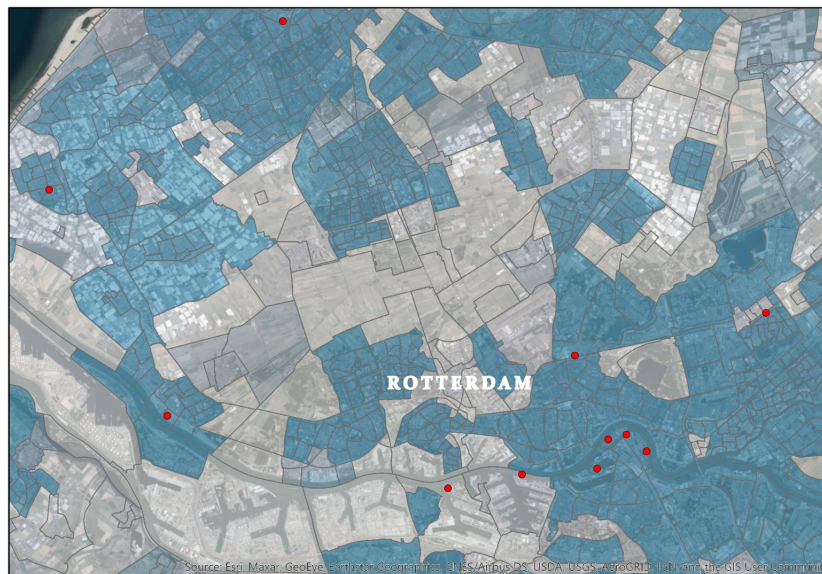 ROTTERDAM
Source: Esri, Maxar, GeoEye, Earthstar Geographics, CNES/Airbus DS, USDA, USGS, AeroGRID, IGN, and the GIS User Community